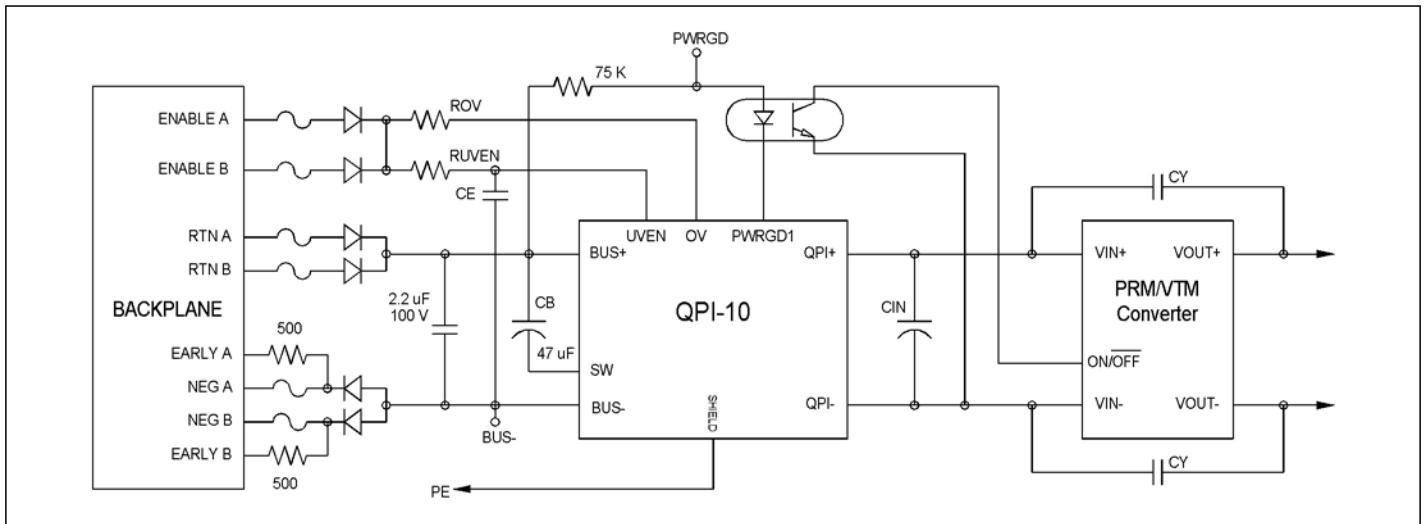 PWRGD
75 K
BACKPLANE
ENABLE A
ENABLE B
RTN A
RTN B
EARLY A
NEG A
NEG B
EARLY B
500
500
ROV
RUVEN
CE
2.2 uF
100 V
CB
47 uF
BUS-
PE
UVEN
OV
PWRGD1
BUS+
QPI+
QPI-10
SW
BUS-
SHIELD
QPI-
CIN
CY
VIN+
VOUT+
PRM/VTM
Converter
ON/OFF
VIN-
VOUT-
CY